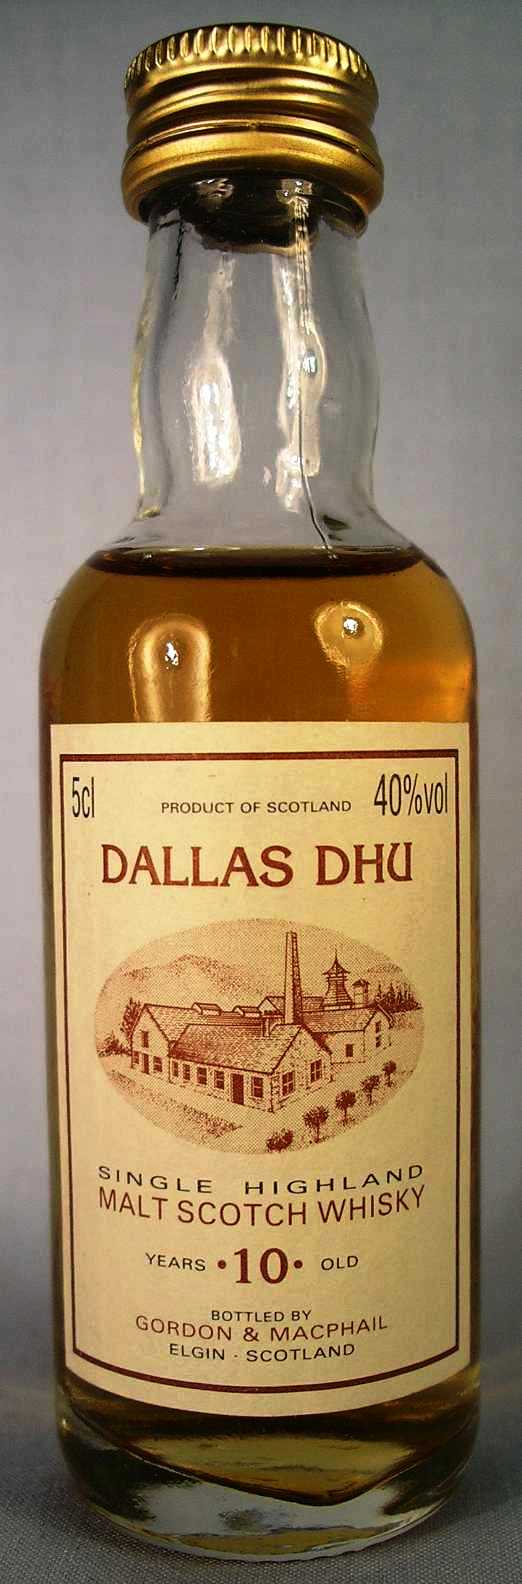 5cl
40%vol
PRODUCT OF SCOTLAND
DALLAS DHU
SINGLE HIGHLAND
MALT SCOTCH WHISKY
YEARS •10• OLD
BOTTLED BY
GORDON & MACPHAIL
ELGIN · SCOTLAND